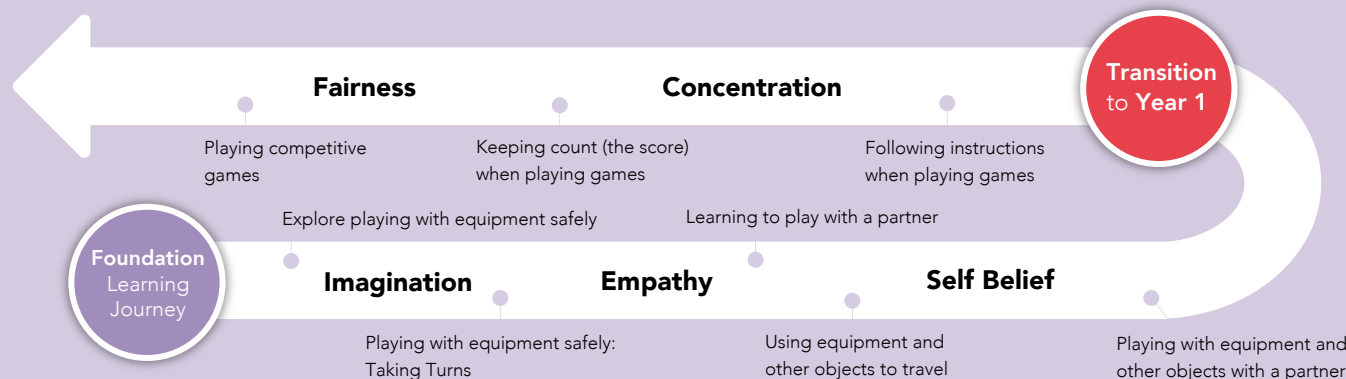 Fairness
Concentration
Transition
to Year 1
Playing competitive
games
Keeping count (the score)
when playing games
Following instructions
when playing games
Explore playing with equipment safely
Learning to play with a partner
Foundation
Learning
Journey
Imagination
Empathy
Self Belief
Playing with equipment safely:
Taking Turns
Using equipment and
other objects to travel
Playing with equipment and
other objects with a partner